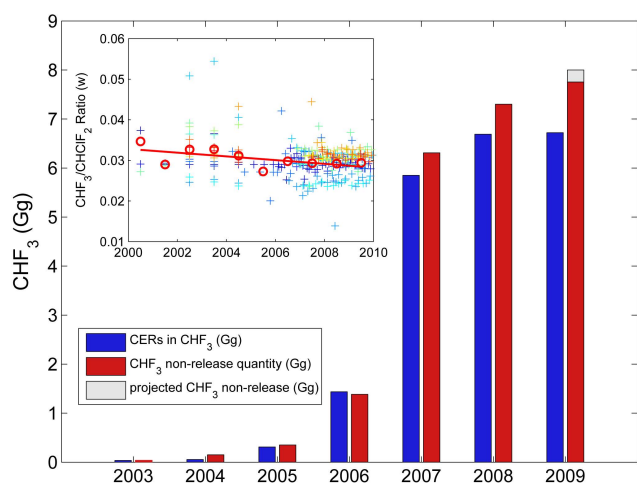 9
8
7
6
5
4
3
2
1
0
CHF3 (Gg)
2003 2004 2005 2006 2007 2008 2009
0.06
0.05
0.04
0.03
0.02
0.01
CHF3/CHClF2 Ratio (w)
2000 2002 2004 2006 2008 2010
CERs in CHF3 (Gg)
CHF3 non-release quantity (Gg)
projected CHF3 non-release (Gg)